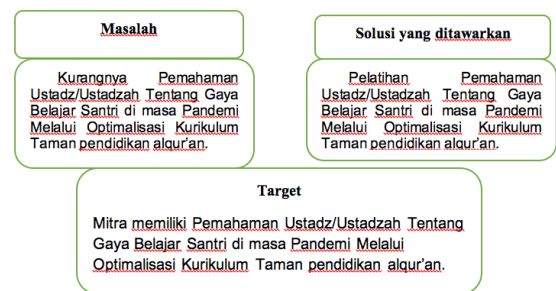 Masalah
Kurangnya Pemahaman
Ustadz/Ustadzah Tentang Gaya
Belajar Santri di masa Pandemi
Melalui Optimalisasi Kurikulum
Taman pendidikan alqur'an.
Solusi yang ditawarkan
Pelatihan Pemahaman
Ustadz/Ustadzah Tentang Gaya
Belajar Santri di masa Pandemi
Melalui Optimalisasi Kurikulum
Taman pendidikan alqur'an.
Target
Mitra memiliki Pemahaman Ustadz/Ustadzah Tentang
Gaya Belajar Santri di masa Pandemi Melalui
Optimalisasi Kurikulum Taman pendidikan alqur'an.